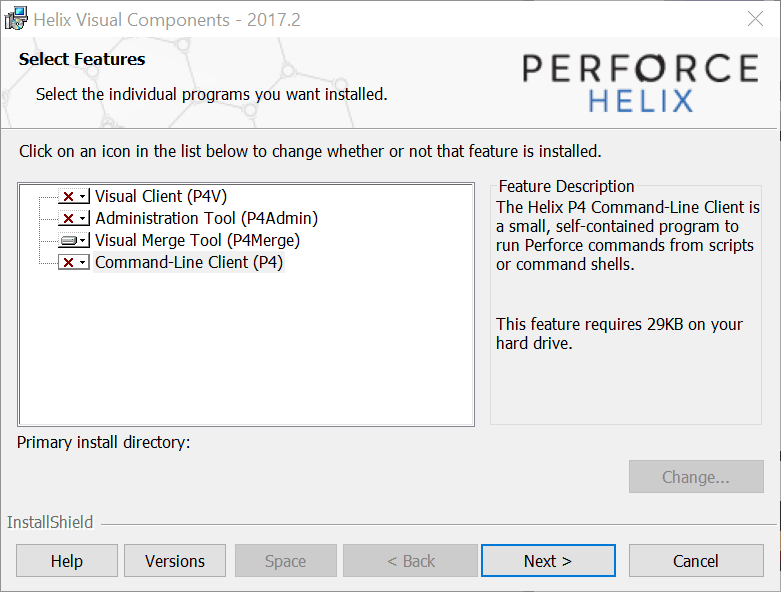 Helix Visual Components - 2017.2
Select Features
Select the individual programs you want installed.
PERFORCE
HELIX
Click on an icon in the list below to change whether or not that feature is installed.
Visual Client (P4V)
Administration Tool (P4Admin)
Visual Merge Tool (P4Merge)
Command-Line Client (P4)
Feature Description
The Helix P4 Command-Line Client is
a small, self-contained program to
run Perforce commands from scripts
or command shells.
This feature requires 29KB on your
hard drive.
Primary install directory:
Change...
InstallShield
Help
Versions
Space
< Back
Next >
Cancel